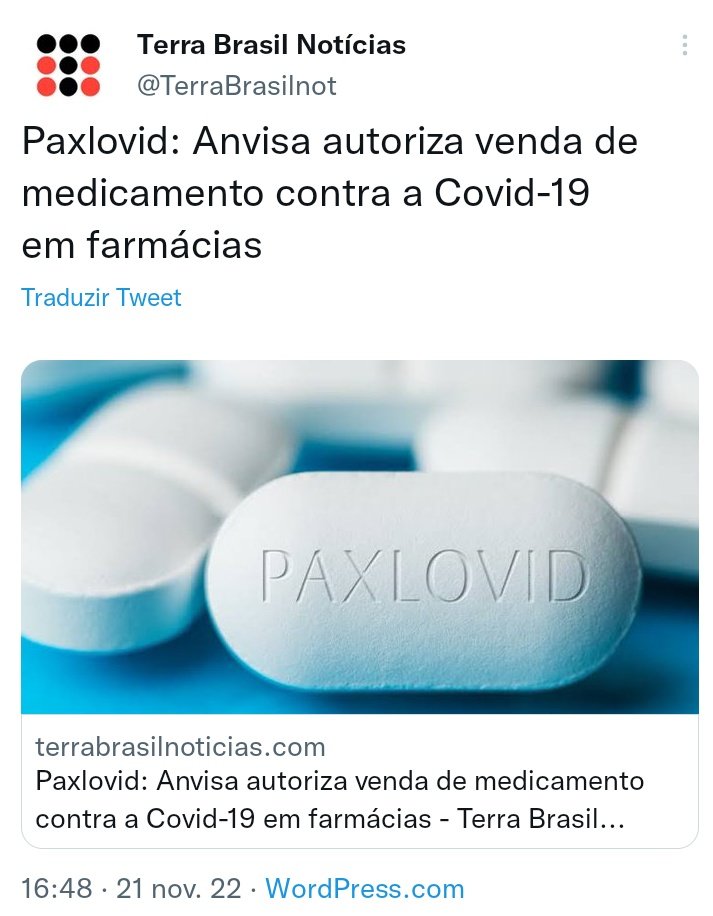 Terra Brasil Notícias
@TerraBrasilnot
Paxlovid: Anvisa autoriza venda de
medicamento contra a Covid-19
em farmácias
Traduzir Tweet
PAXLOVID
terrabrasilnoticias.com
Paxlovid: Anvisa autoriza venda de medicamento
contra a Covid-19 em farmácias - Terra Brasil...
16:48 · 21 nov. 22 · WordPress.com